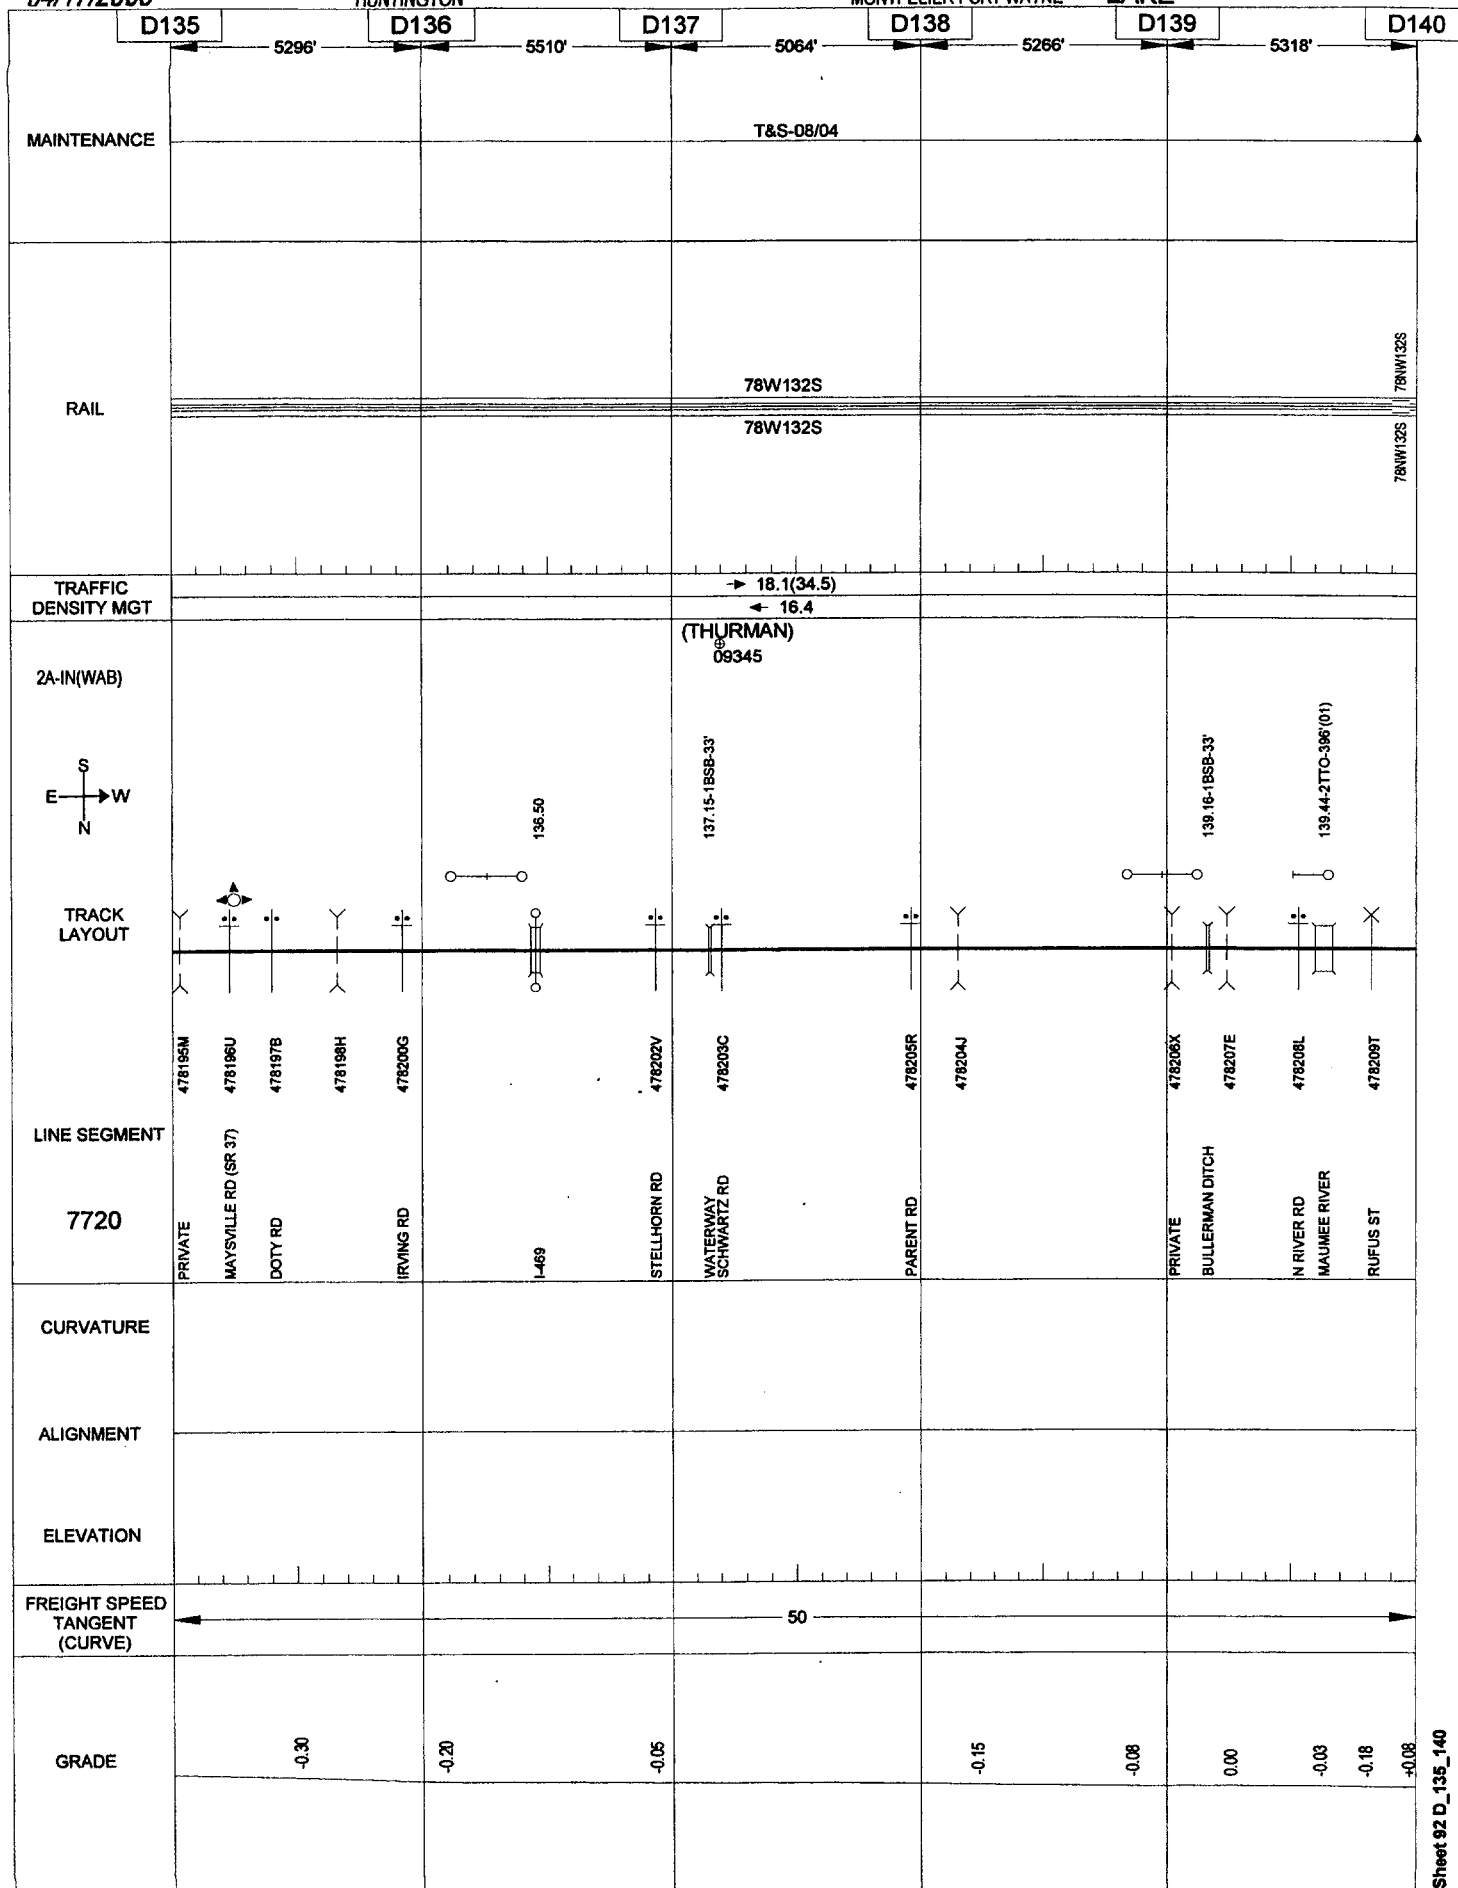 HUNTINGTON
D135
D136
D137
D138
D139
D140
5296'
5510'
5064'
5266'
5318'
MAINTENANCE
T&S-08/04
RAIL
78W132S
78W132S
78NW132S
78NW132S
TRAFFIC
DENSITY MGT
18.1(34.5)
16.4
(THURMAN)
09345
2A-IN(WAB)
S
E
W
N
136.50
137.15-1BSB-33'
139.16-1BSB-33'
139.44-2TTO-396'(01)
TRACK
LAYOUT
478195M
478196U
478197B
478198H
478200G
478202V
478203C
478205R
478204J
478206X
478207E
478208L
478209T
LINE SEGMENT
7720
PRIVATE
MAYSVILLE RD (SR 37)
DOTY RD
IRVING RD
I-469
STELLHORN RD
WATERWAY
SCHWARTZ RD
PARENT RD
PRIVATE
BULLERMAN DITCH
N RIVER RD
MAUMEE RIVER
RUFUS ST
CURVATURE
ALIGNMENT
ELEVATION
FREIGHT SPEED
TANGENT
(CURVE)
50
GRADE
-0.30
-0.20
-0.05
-0.15
-0.08
0.00
-0.03
-0.18
+0.08
Sheet 92 D_135_140